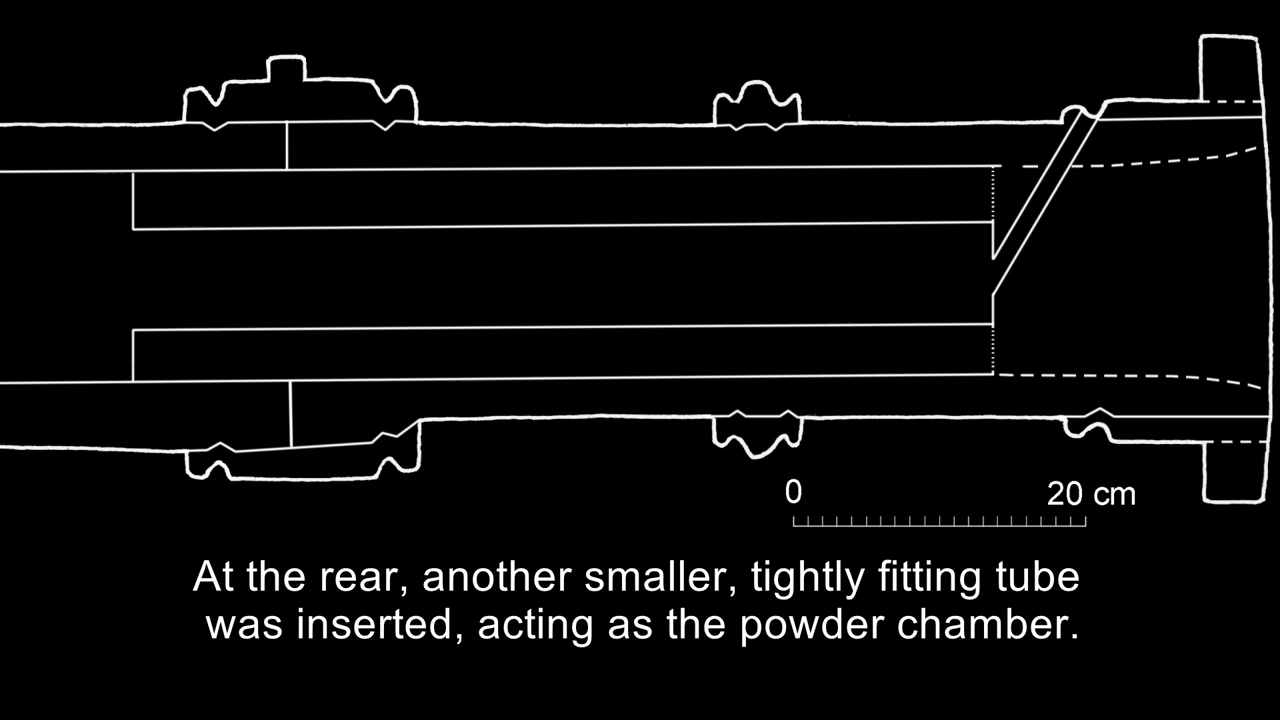 0
20 cm
At the rear, another smaller, tightly fitting tube
was inserted, acting as the powder chamber.